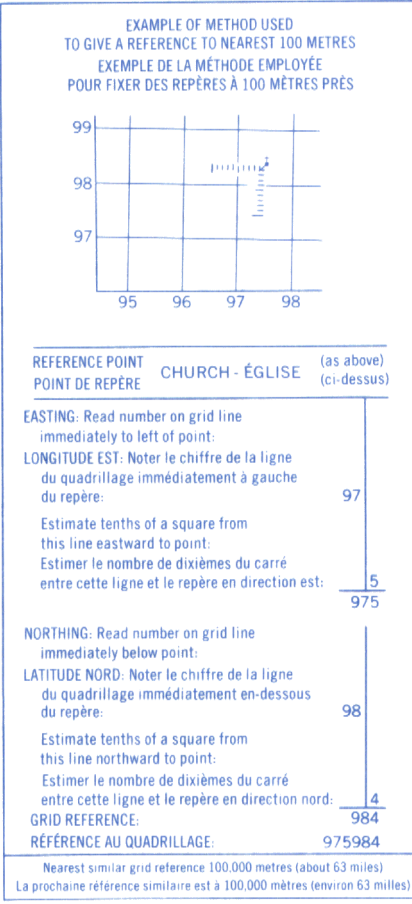 EXAMPLE OF METHOD USED
TO GIVE A REFERENCE TO NEAREST 100 METRES
EXEMPLE DE LA MÉTHODE EMPLOYÉE
POUR FIXER DES REPÈRES À 100 MÈTRES PRÈS
99
98
97
95 96 97 98
REFERENCE POINT
POINT DE REPÈRE
CHURCH - ÉGLISE
(as above)
(ci-dessus)
EASTING: Read number on grid line
immediately to left of point:
LONGITUDE EST: Noter le chiffre de la ligne
du quadrillage immédiatement à gauche
du repère: 97
Estimate tenths of a square from
this line eastward to point:
Estimer le nombre de dixièmes du carré
entre cette ligne et le repère en direction est: 5
975
NORTHING: Read number on grid line
immediately below point:
LATITUDE NORD: Noter le chiffre de la ligne
du quadrillage immédiatement en-dessous
du repère: 98
Estimate tenths of a square from
this line northward to point:
Estimer le nombre de dixièmes du carré
entre cette ligne et le repère en direction nord: 4
GRID REFERENCE: 984
RÉFÉRENCE AU QUADRILLAGE: 975984
Nearest similar grid reference 100,000 metres (about 63 miles)
La prochaine référence similaire est à 100,000 mètres (environ 63 milles)